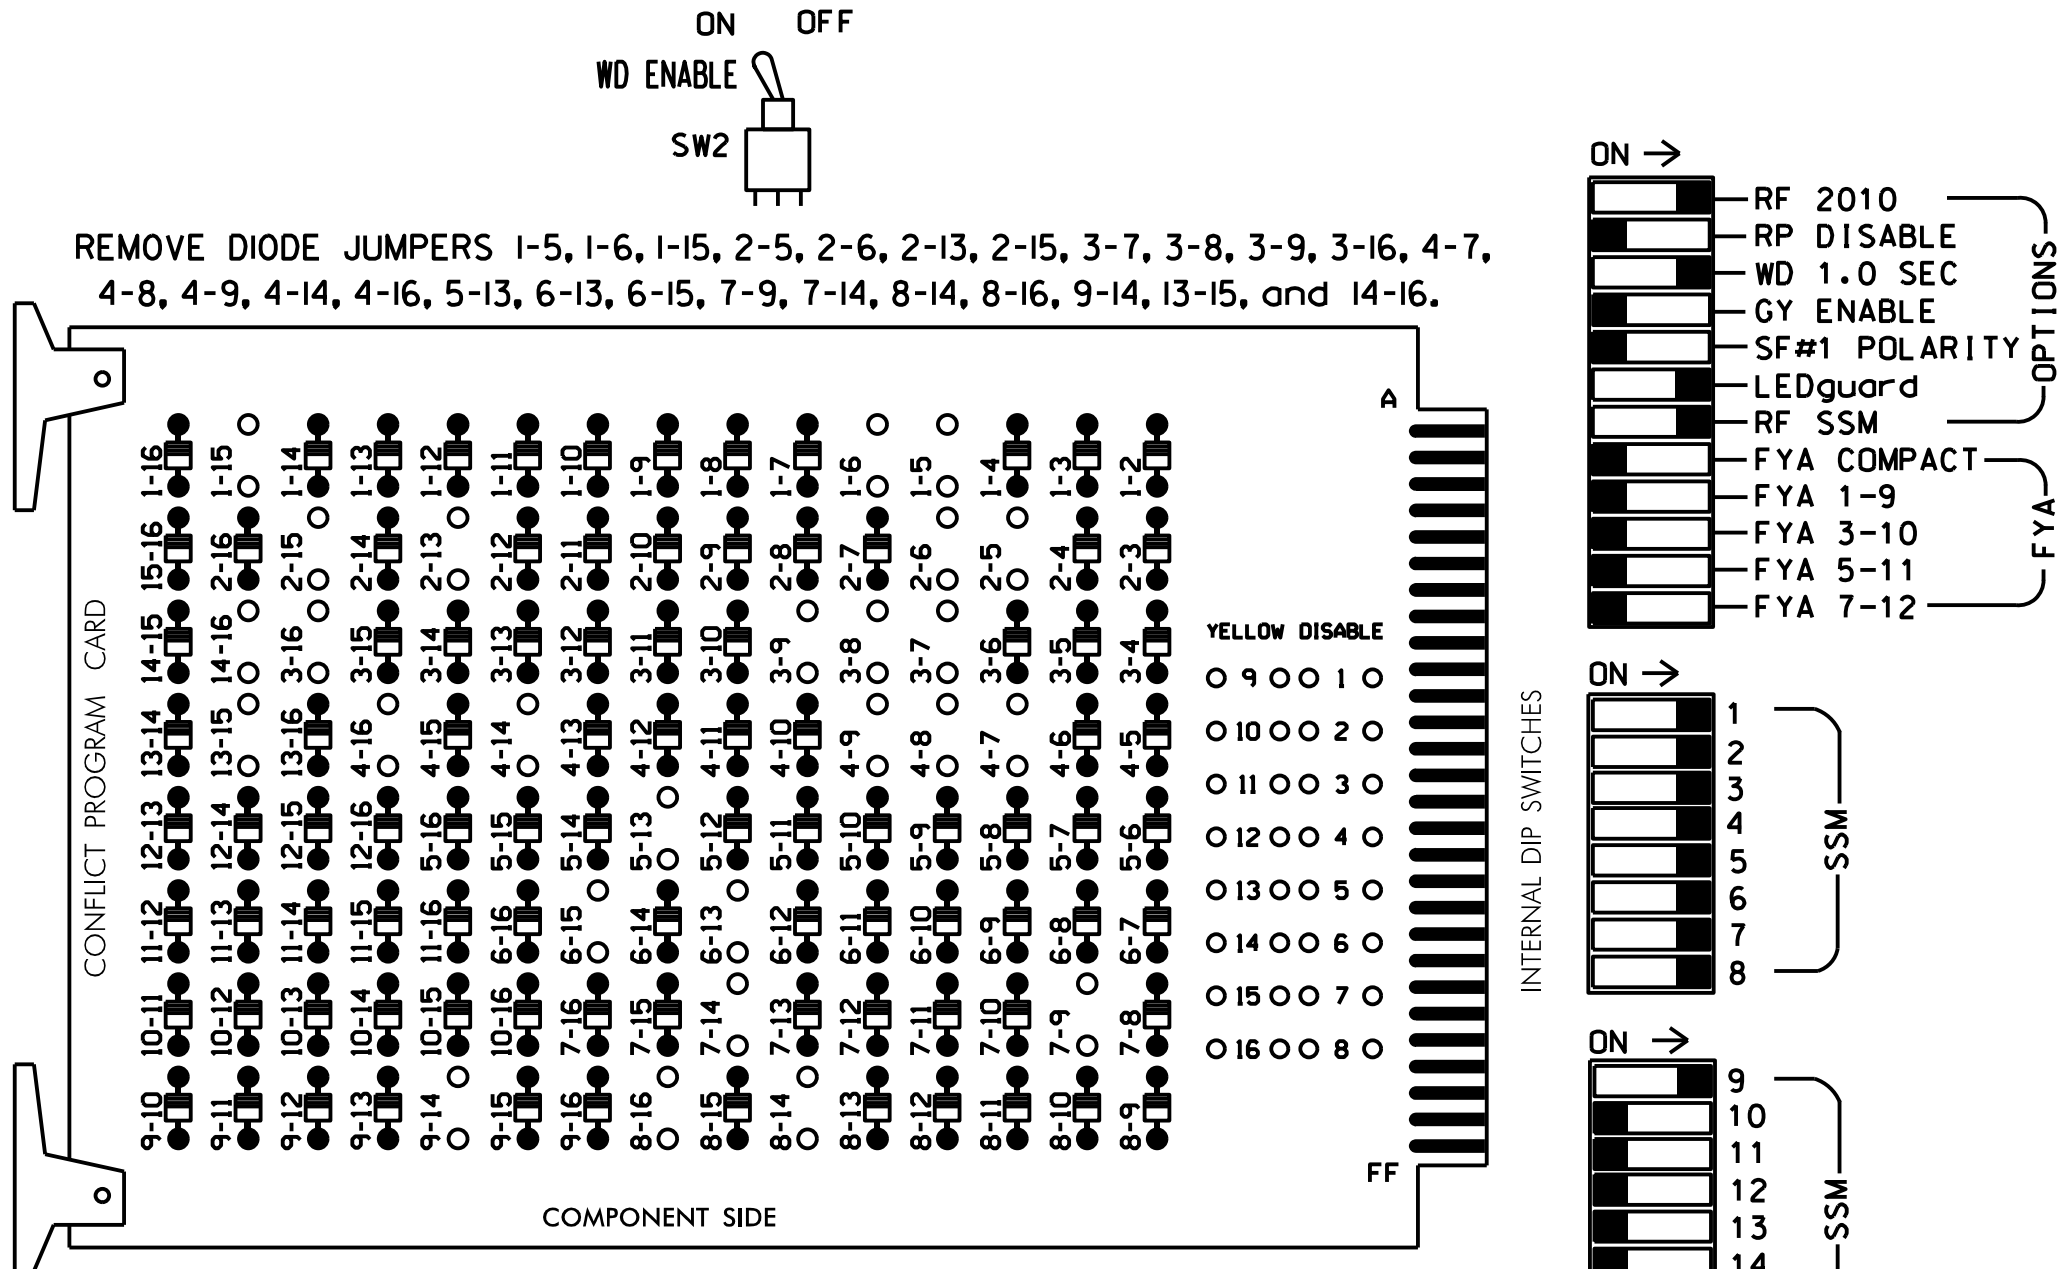 ON OFF
WD ENABLE
SW2
REMOVE DIODE JUMPERS 1-5, 1-6, 1-15, 2-5, 2-6, 2-13, 2-15, 3-7, 3-8, 3-9, 3-16, 4-7,
4-8, 4-9, 4-14, 4-16, 5-13, 6-13, 6-15, 7-9, 7-14, 8-14, 8-16, 9-14, 13-15, and 14-16.
CONFLICT PROGRAM CARD
A
1-16 1-15 1-14 1-13 1-12 1-11 1-10 1-9 1-8 1-7 1-6 1-5 1-4 1-3 1-2
15-16 2-16 2-15 2-14 2-13 2-12 2-11 2-10 2-9 2-8 2-7 2-6 2-5 2-4 2-3
14-15 14-16 3-16 3-15 3-14 3-13 3-12 3-11 3-10 3-9 3-8 3-7 3-6 3-5 3-4
13-14 13-15 13-16 4-16 4-15 4-14 4-13 4-12 4-11 4-10 4-9 4-8 4-7 4-6 4-5
12-13 12-14 12-15 12-16 5-16 5-15 5-14 5-13 5-12 5-11 5-10 5-9 5-8 5-7 5-6
11-12 11-13 11-14 11-15 11-16 6-16 6-15 6-14 6-13 6-12 6-11 6-10 6-9 6-8 6-7
10-11 10-12 10-13 10-14 10-15 10-16 7-16 7-15 7-14 7-13 7-12 7-11 7-10 7-9 7-8
9-10 9-11 9-12 9-13 9-14 9-15 9-16 8-16 8-15 8-14 8-13 8-12 8-11 8-10 8-9
YELLOW DISABLE
9 1
10 2
11 3
12 4
13 5
14 6
15 7
16 8
FF
COMPONENT SIDE
INTERNAL DIP SWITCHES
ON →
RF 2010
RP DISABLE
WD 1.0 SEC
GY ENABLE
SF#1 POLARITY
LEDguard
RF SSM
OPTIONS
FYA COMPACT
FYA 1-9
FYA 3-10
FYA 5-11
FYA 7-12
FYA
ON →
1
2
3
4
5
6
7
8
SSM
ON →
9
10
11
12
13
14
SSM